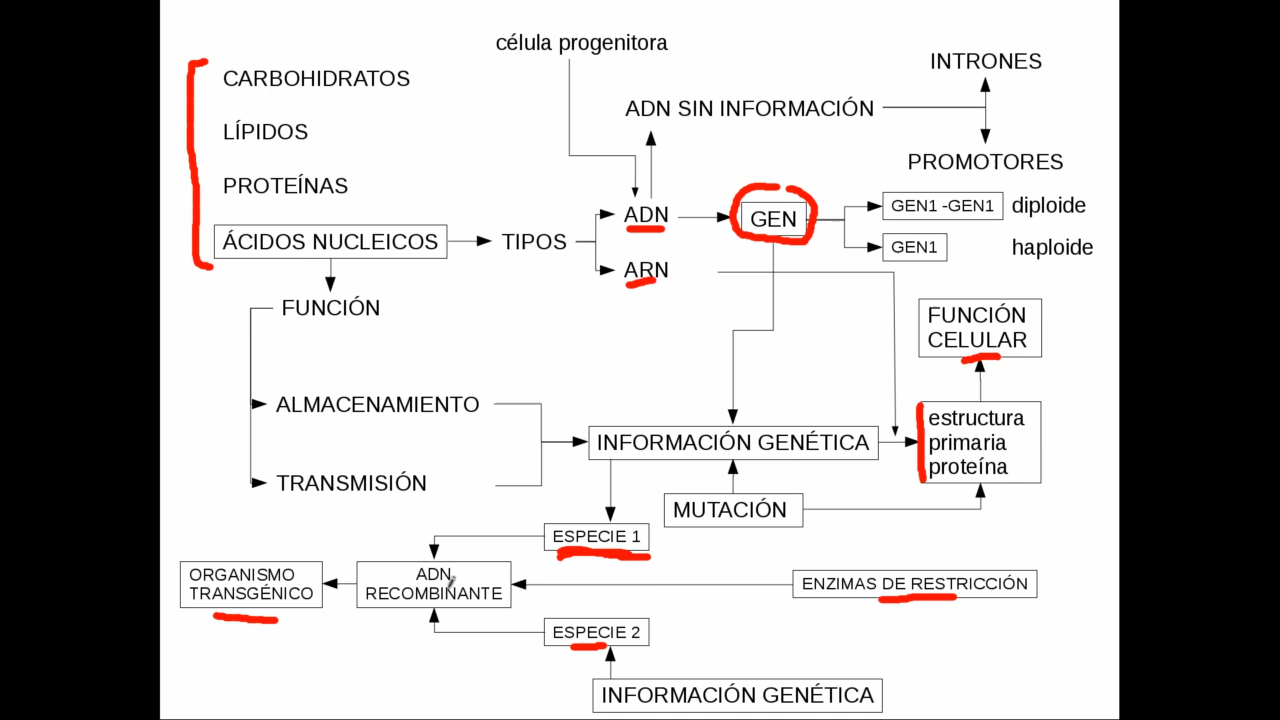 célula progenitora
CARBOHIDRATOS
LÍPIDOS
PROTEÍNAS
ÁCIDOS NUCLEICOS
TIPOS
ADN SIN INFORMACIÓN
INTRONES
PROMOTORES
ADN
ARN
GEN
GEN1 -GEN1
diploide
GEN1
haploide
FUNCIÓN
ALMACENAMIENTO
TRANSMISIÓN
INFORMACIÓN GENÉTICA
FUNCIÓN
CELULAR
estructura
primaria
proteína
MUTACIÓN
ESPECIE 1
ORGANISMO
TRANSGÉNICO
ADN
RECOMBINANTE
ENZIMAS DE RESTRICCIÓN
ESPECIE 2
INFORMACIÓN GENÉTICA